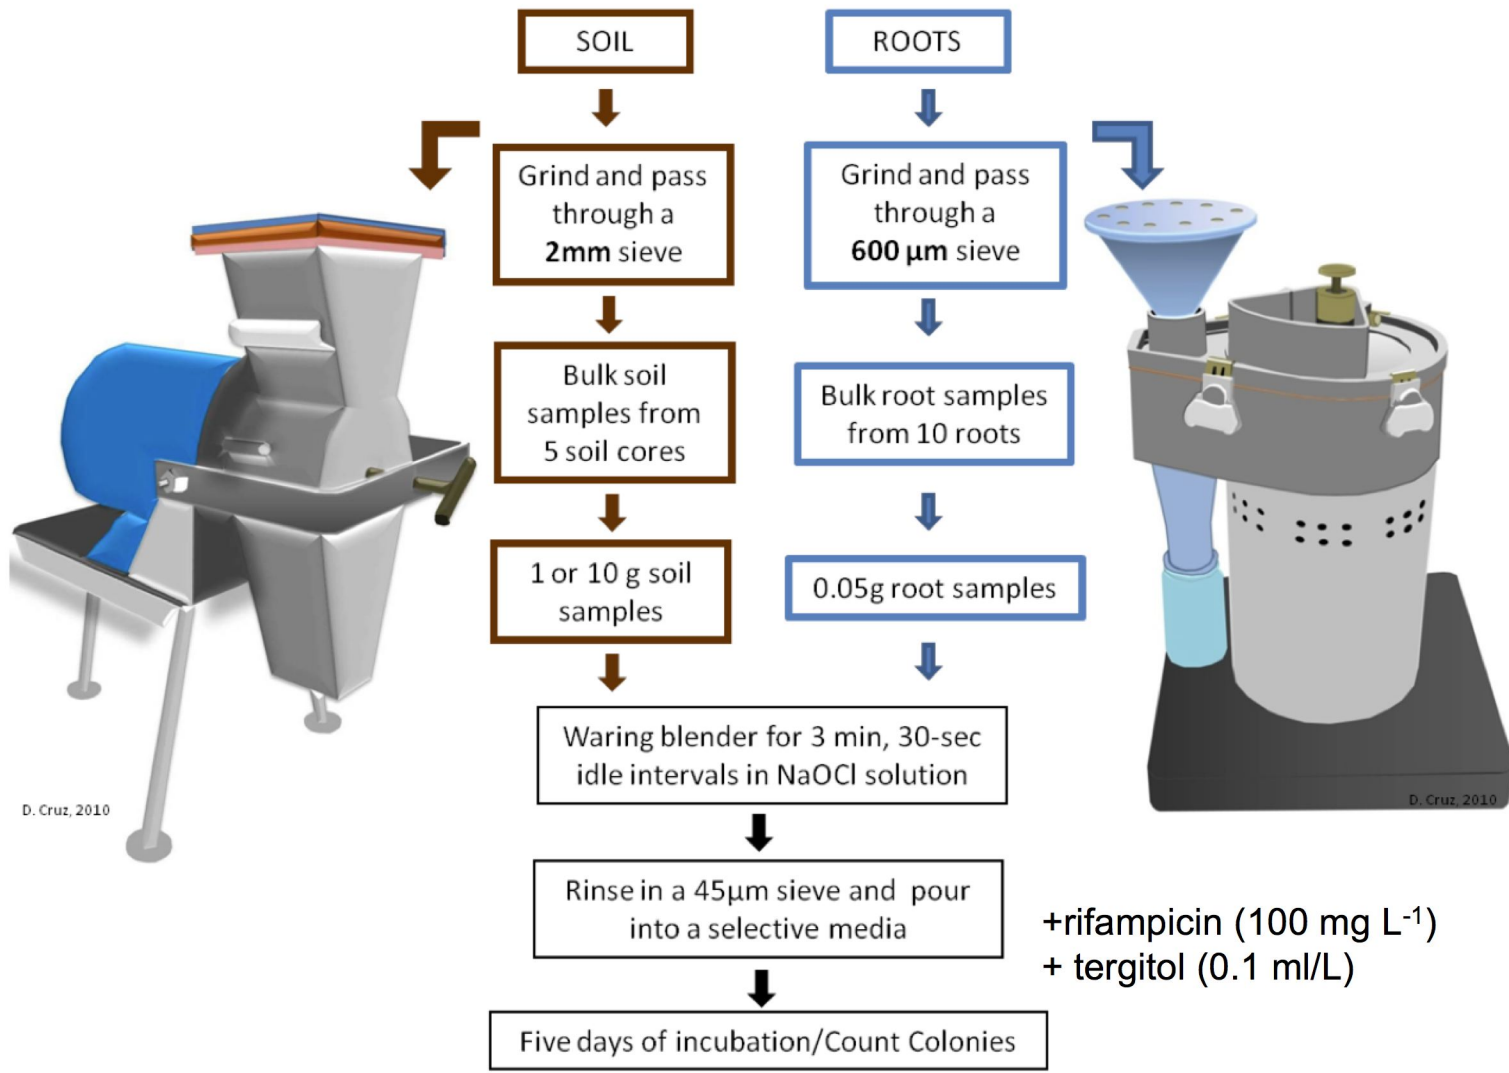 SOIL
ROOTS
Grind and pass
through a
2mm sieve
Grind and pass
through a
600 µm sieve
Bulk soil
samples from
5 soil cores
Bulk root samples
from 10 roots
1 or 10 g soil
samples
0.05g root samples
Waring blender for 3 min, 30-sec
idle intervals in NaOCl solution
D. Cruz, 2010
D. Cruz, 2010
Rinse in a 45µm sieve and pour
into a selective media
+rifampicin (100 mg L⁻¹)
+ tergitol (0.1 ml/L)
Five days of incubation/Count Colonies